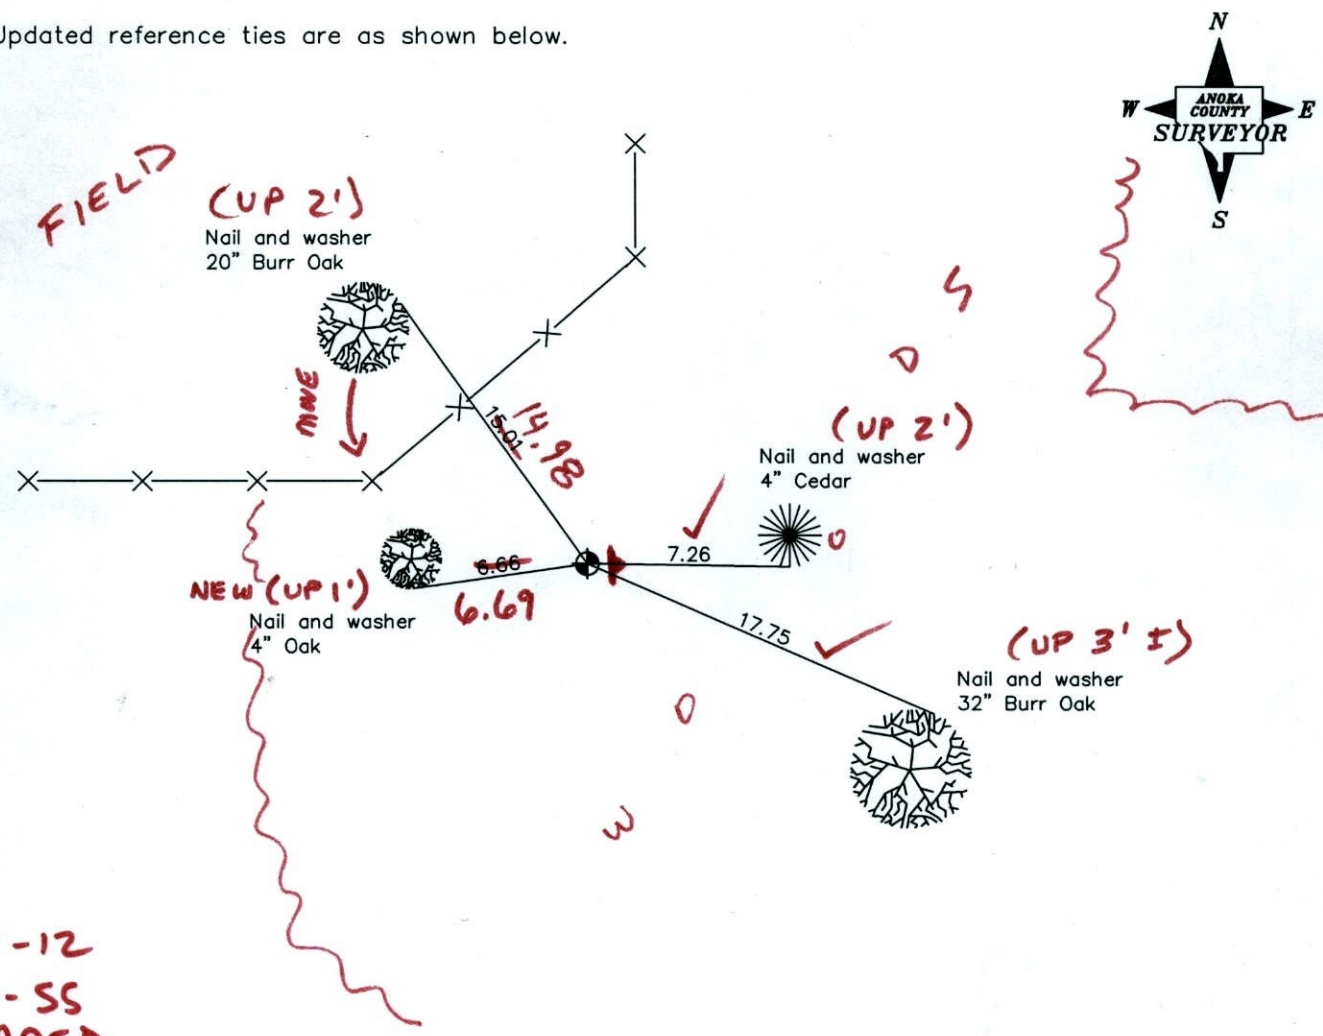 Updated reference ties are as shown below.
N
W
ANOKA
COUNTY
SURVEYOR
E
S
FIELD
(UP 2')
Nail and washer
20" Burr Oak
MOVE
15.01
14.98
S
D
(UP 2')
Nail and washer
4" Cedar
O
7.26
6.66
6.69
NEW (UP 1')
Nail and washer
4" Oak
17.75
(UP 3' ±)
Nail and washer
32" Burr Oak
O
W
-12
-55